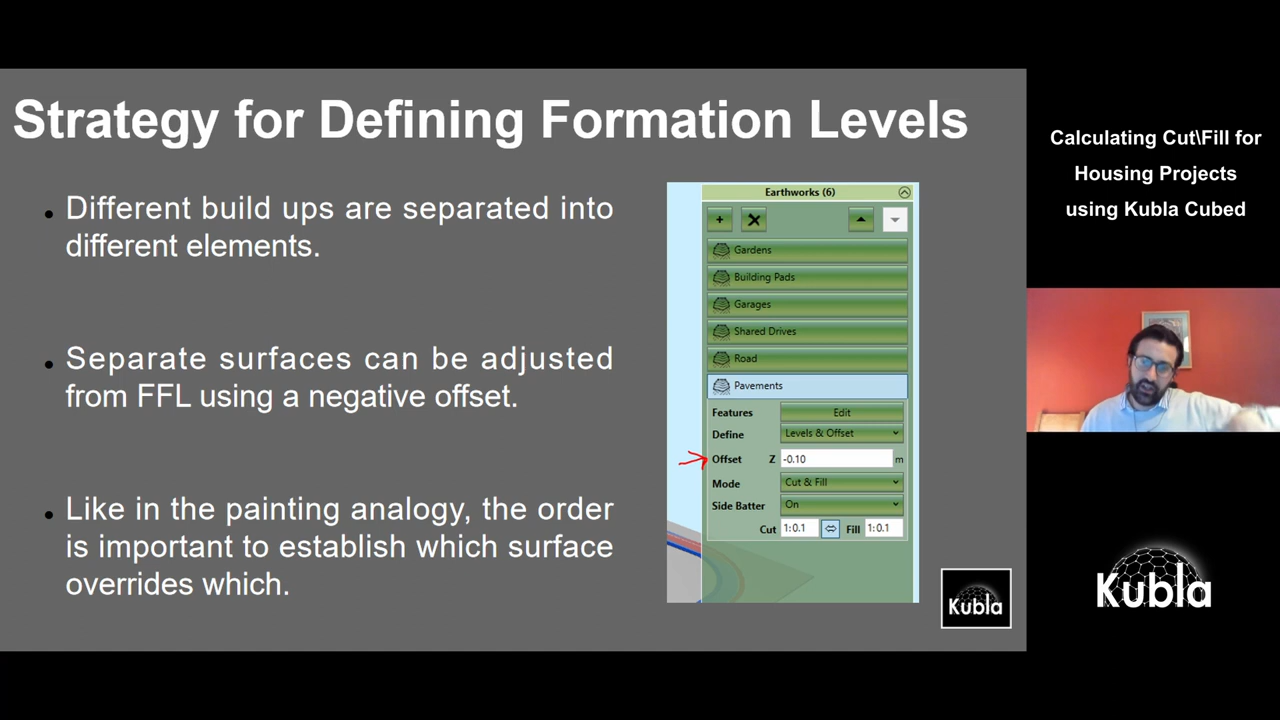 Strategy for Defining Formation Levels
• Different build ups are separated into
different elements.
• Separate surfaces can be adjusted
from FFL using a negative offset.
• Like in the painting analogy, the order
is important to establish which surface
overrides which.
Earthworks (6)
Gardens
Building Pads
Garages
Shared Drives
Road
Pavements
Features Edit
Define Levels & Offset
Offset Z -0.10 m
Mode Cut & Fill
Side Batter On
Cut 1:0.1 Fill 1:0.1
Kubla
Calculating Cut\Fill for
Housing Projects
using Kubla Cubed
Kubla